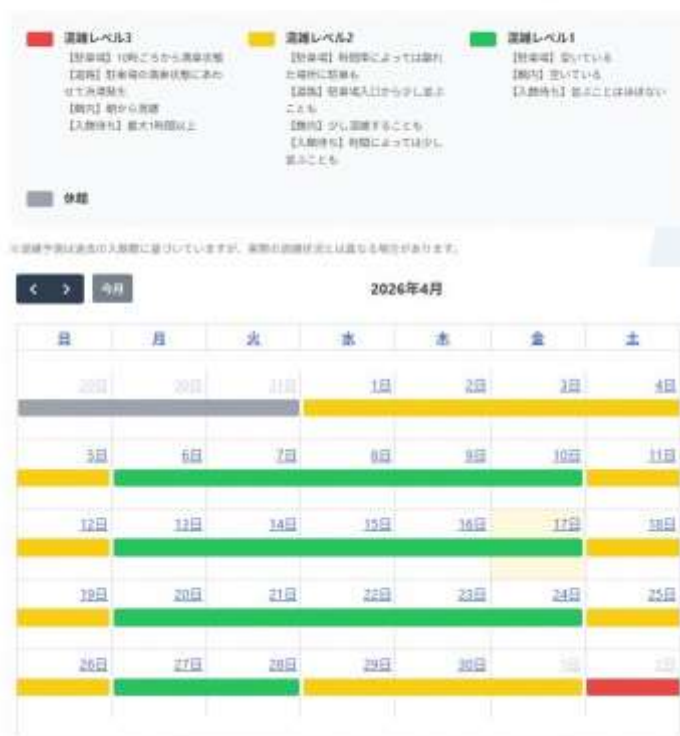 混雑レベル3
【駐車場】10時ごろから満車状態
【道路】駐車場の満車状態にあわ
せて渋滞発生
【館内】朝から混雑
【入館待ち】最大1時間以上
混雑レベル2
【駐車場】時間帯によっては離れ
た場所に駐車も
【道路】駐車場入口から少し並ぶ
ことも
【館内】少し混雑することも
【入館待ち】時間によっては少し
並ぶことも
混雑レベル1
【駐車場】空いている
【館内】空いている
【入館待ち】並ぶことはほぼない
休館
※混雑予測は過去の入館数に基づいていますが、実際の混雑状況とは異なる場合があります。
< > 今月 2026年4月
日 月 火 水 木 金 土
29日 30日 31日 1日 2日 3日 4日
5日 6日 7日 8日 9日 10日 11日
12日 13日 14日 15日 16日 17日 18日
19日 20日 21日 22日 23日 24日 25日
26日 27日 28日 29日 30日